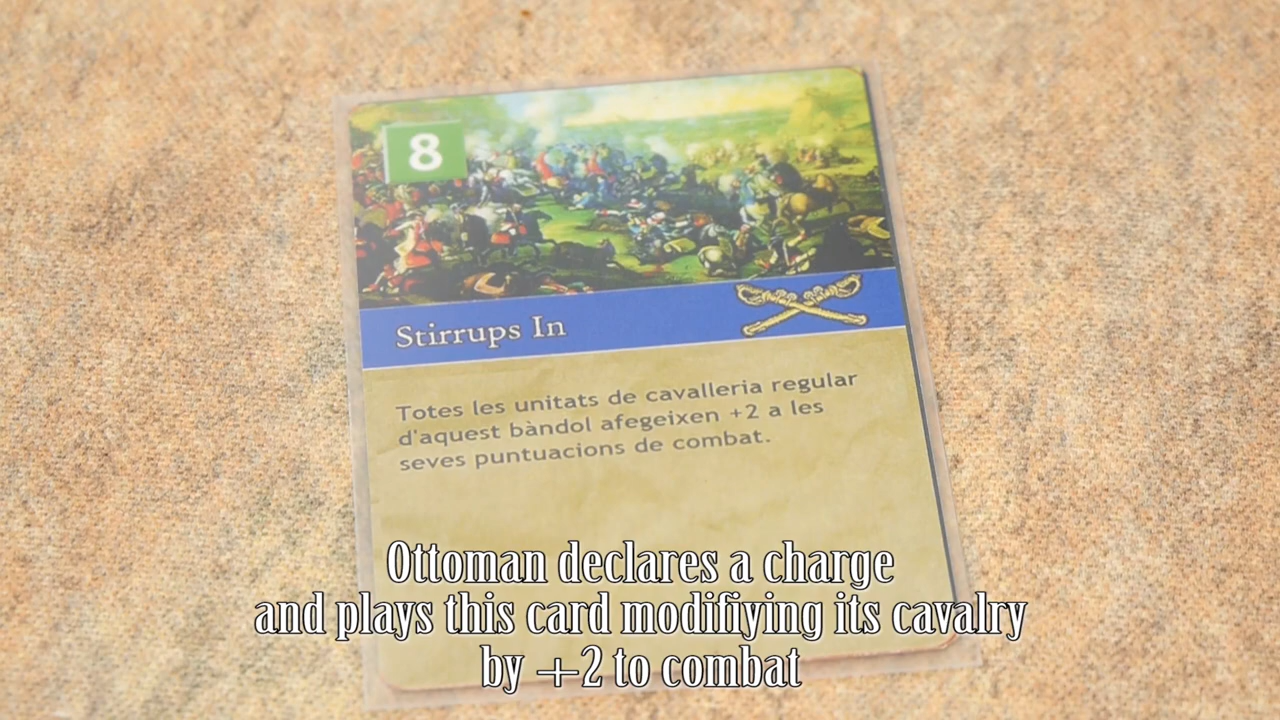 8
Stirrups In
Totes les unitats de cavalleria regular
d'aquest bàndol afegeixen +2 a les
seves puntuacions de combat.
Ottoman declares a charge
and plays this card modifiying its cavalry
by +2 to combat